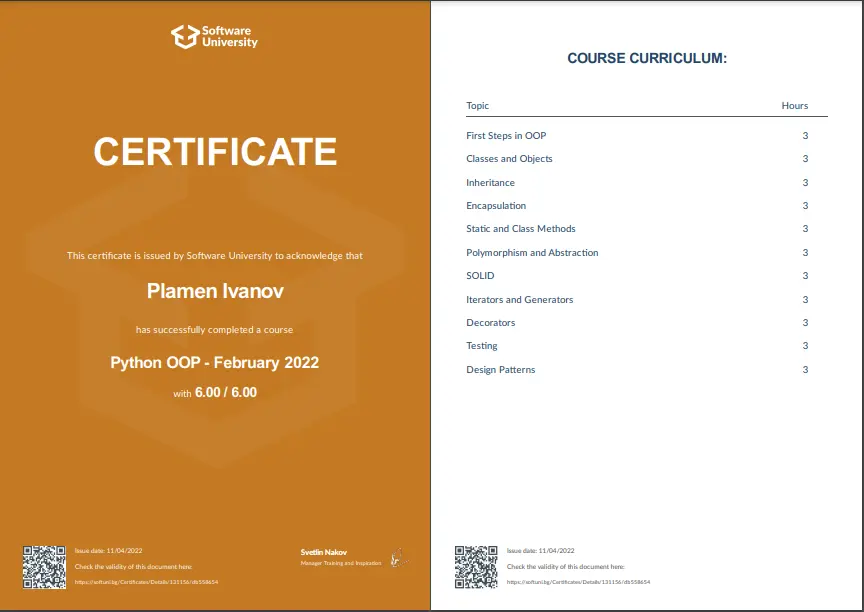 Software
University
CERTIFICATE
This certificate is issued by Software University to acknowledge that
Plamen Ivanov
has successfully completed a course
Python OOP - February 2022
with 6.00 / 6.00
Issue date: 11/04/2022
Check the validity of this document here:
https://softuni.bg/Certificates/Details/131156/db558654
Svetlin Nakov
Manager Training and Inspiration
COURSE CURRICULUM:
Topic Hours
First Steps in OOP 3
Classes and Objects 3
Inheritance 3
Encapsulation 3
Static and Class Methods 3
Polymorphism and Abstraction 3
SOLID 3
Iterators and Generators 3
Decorators 3
Testing 3
Design Patterns 3
Issue date: 11/04/2022
Check the validity of this document here:
https://softuni.bg/Certificates/Details/131156/db558654